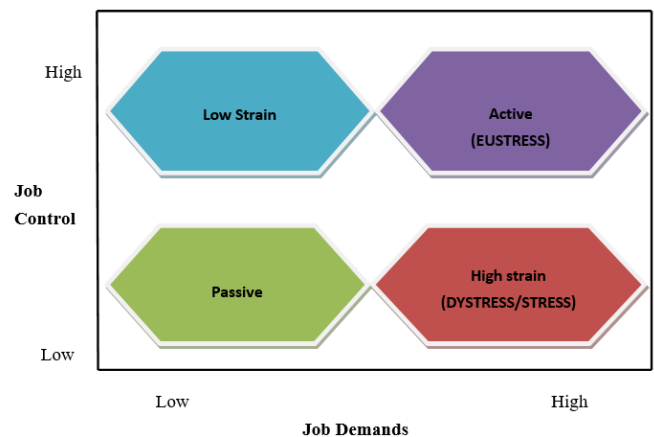 High
Low Strain
Active
(EUSTRESS)
Job
Control
Passive
High strain
(DYSTRESS/STRESS)
Low
Low
High
Job Demands